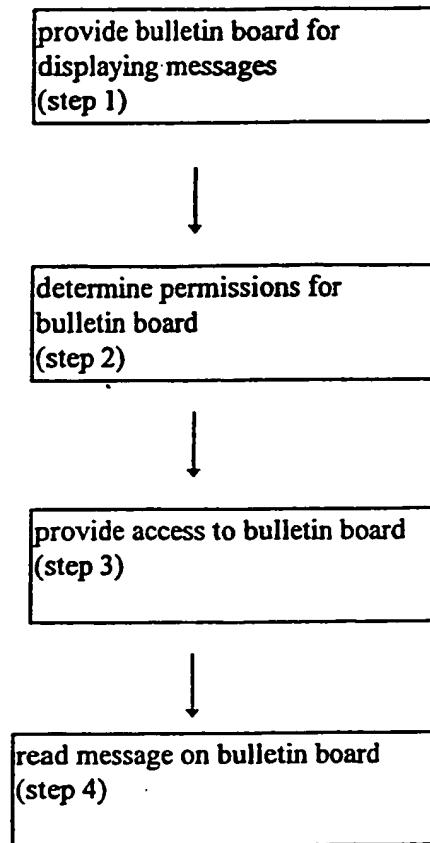 provide bulletin board for
displaying messages
(step 1)
determine permissions for
bulletin board
(step 2)
provide access to bulletin board
(step 3)
read message on bulletin board
(step 4)